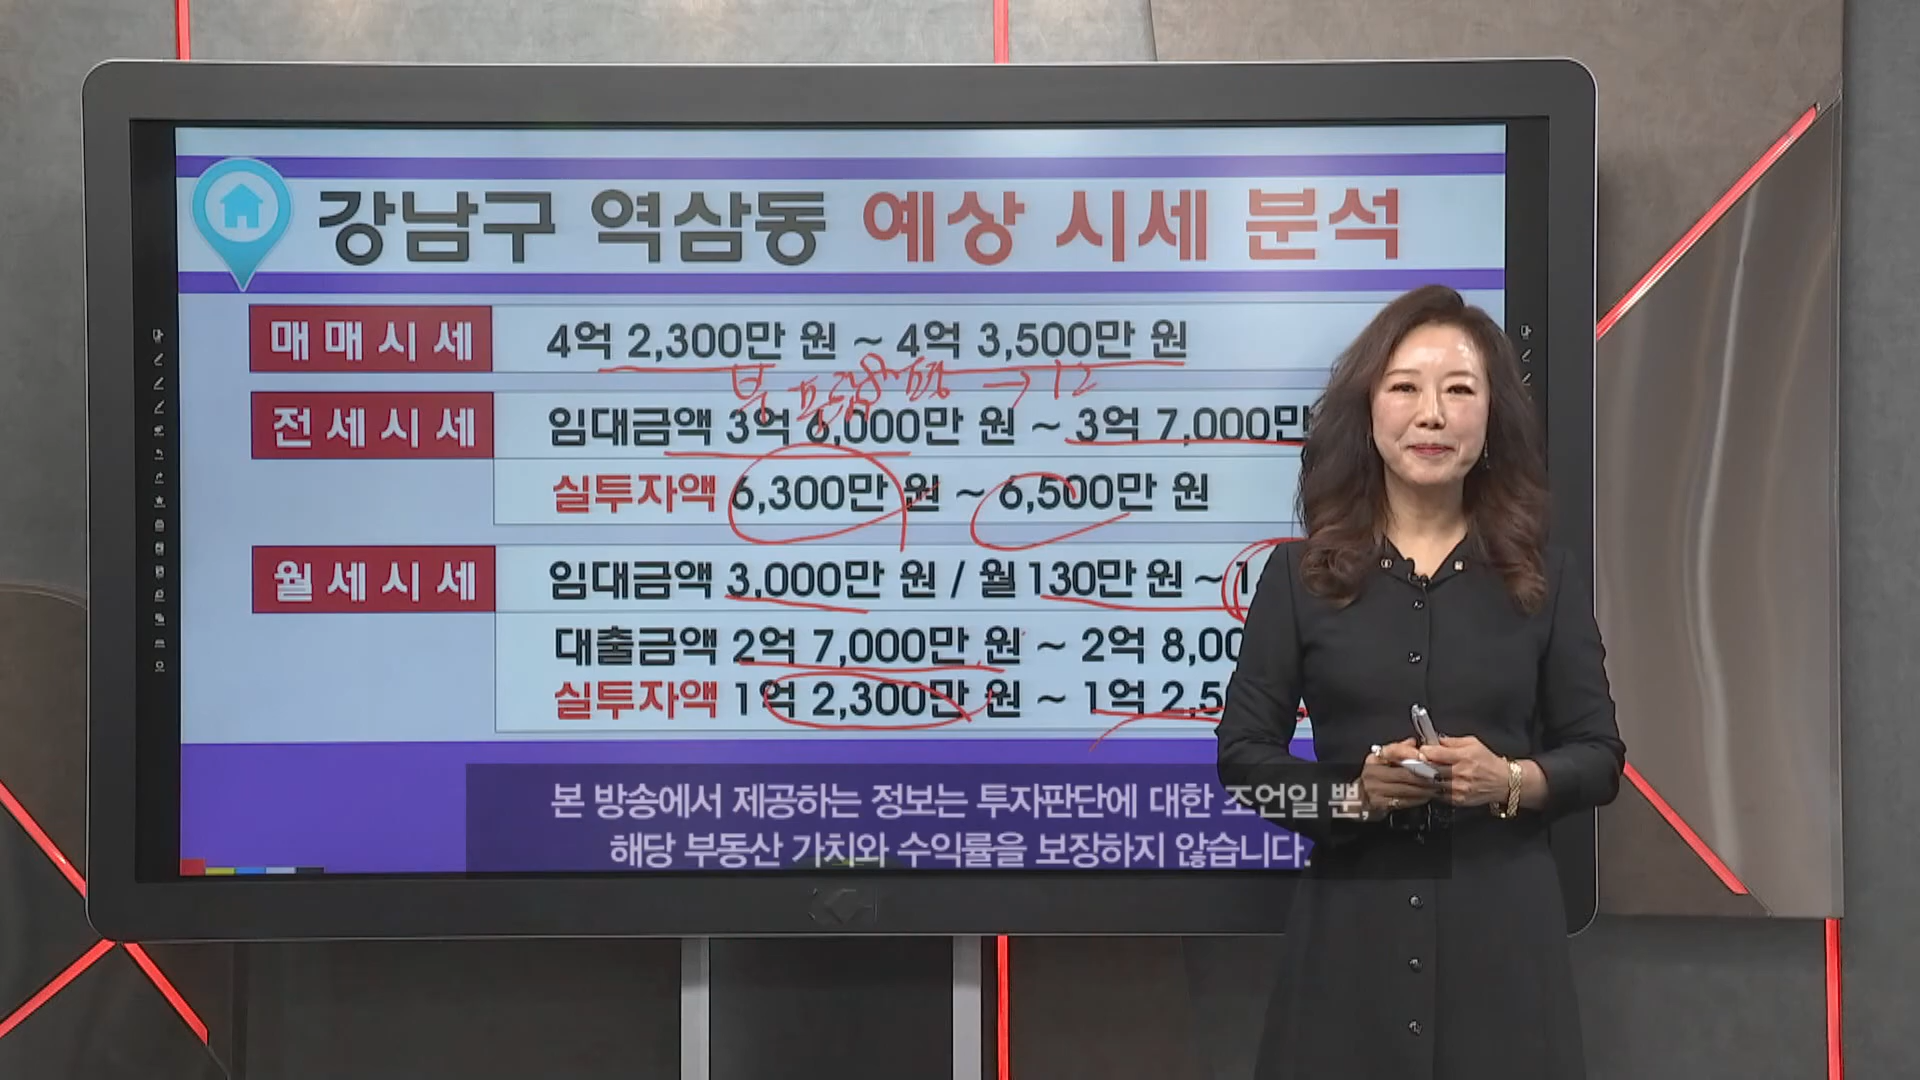 강남구 역삼동 예상 시세 분석
매매시세 4억 2,300만 원 ~ 4억 3,500만 원
→ 12
전세시세 임대금액 3억 6,000만 원 ~ 3억 7,000만
실투자액 6,300만 원 ~ 6,500만 원
월세시세 임대금액 3,000만 원 / 월 130만 원 ~ 1
대출금액 2억 7,000만 원 ~ 2억 8,00
실투자액 1억 2,300만 원 ~ 1억 2,5
본 방송에서 제공하는 정보는 투자판단에 대한 조언일 뿐,
해당 부동산 가치와 수익률을 보장하지 않습니다.